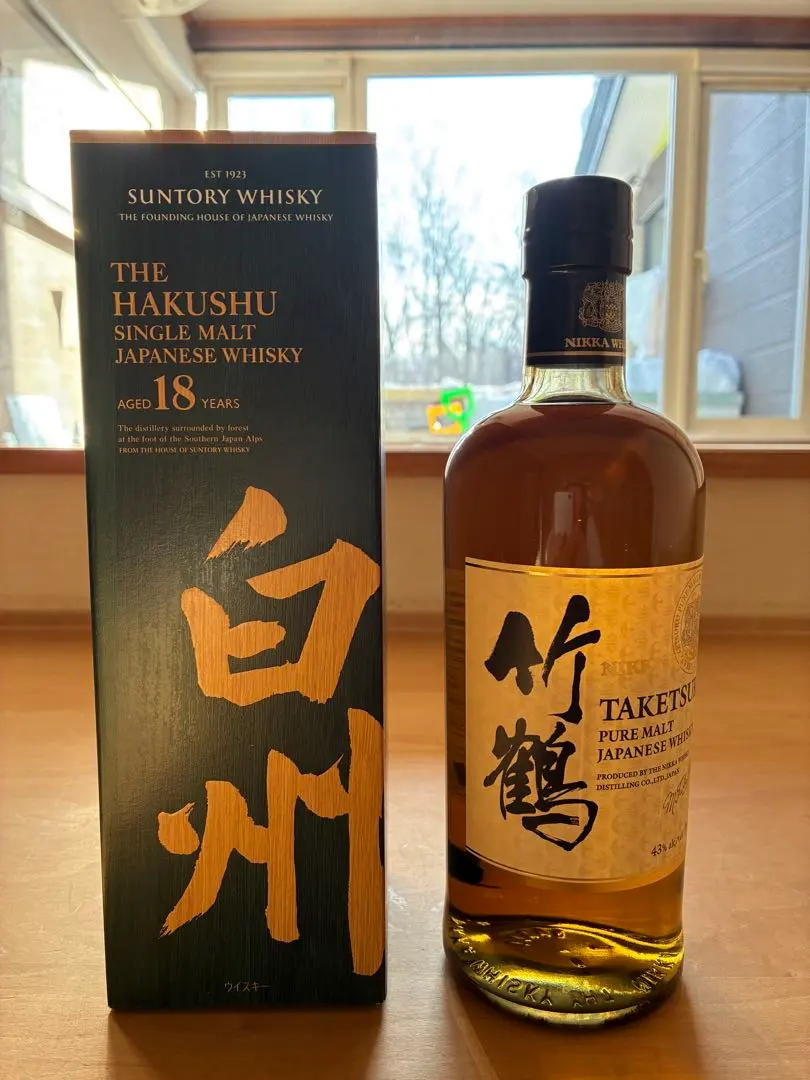 EST 1923
SUNTORY WHISKY
THE FOUNDING HOUSE OF JAPANESE WHISKY
THE
HAKUSHU
SINGLE MALT
JAPANESE WHISKY
AGED 18 YEARS
The distillery surrounded by forest
at the foot of the Southern Japan Alps
FROM THE HOUSE OF SUNTORY WHISKY
白州
ウイスキー
NIKKA WH
竹鶴
NIKK
TAKETSU
PURE MALT
JAPANESE WHISK
PRODUCED BY THE NIKKA WHISKY
DISTILLING CO., LTD. JAPAN
43%